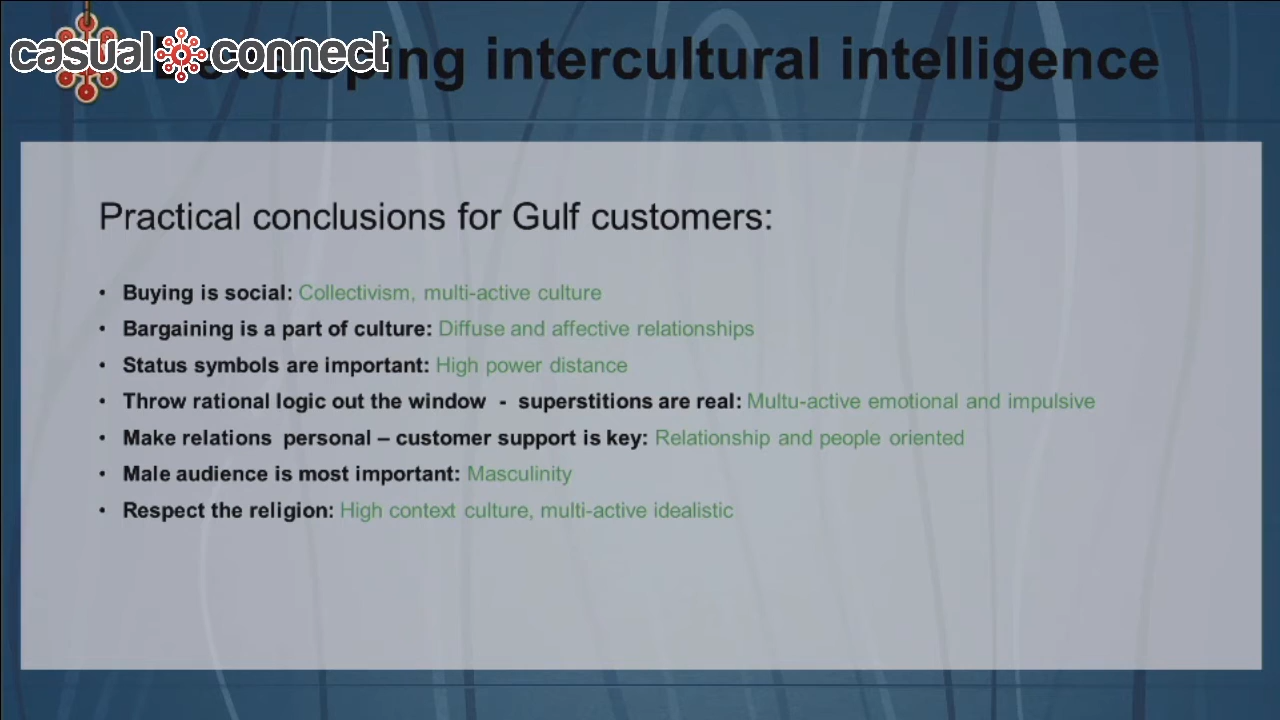 casual connect
Developing intercultural intelligence
Practical conclusions for Gulf customers:
• Buying is social: Collectivism, multi-active culture
• Bargaining is a part of culture: Diffuse and affective relationships
• Status symbols are important: High power distance
• Throw rational logic out the window - superstitions are real: Multu-active emotional and impulsive
• Make relations personal – customer support is key: Relationship and people oriented
• Male audience is most important: Masculinity
• Respect the religion: High context culture, multi-active idealistic